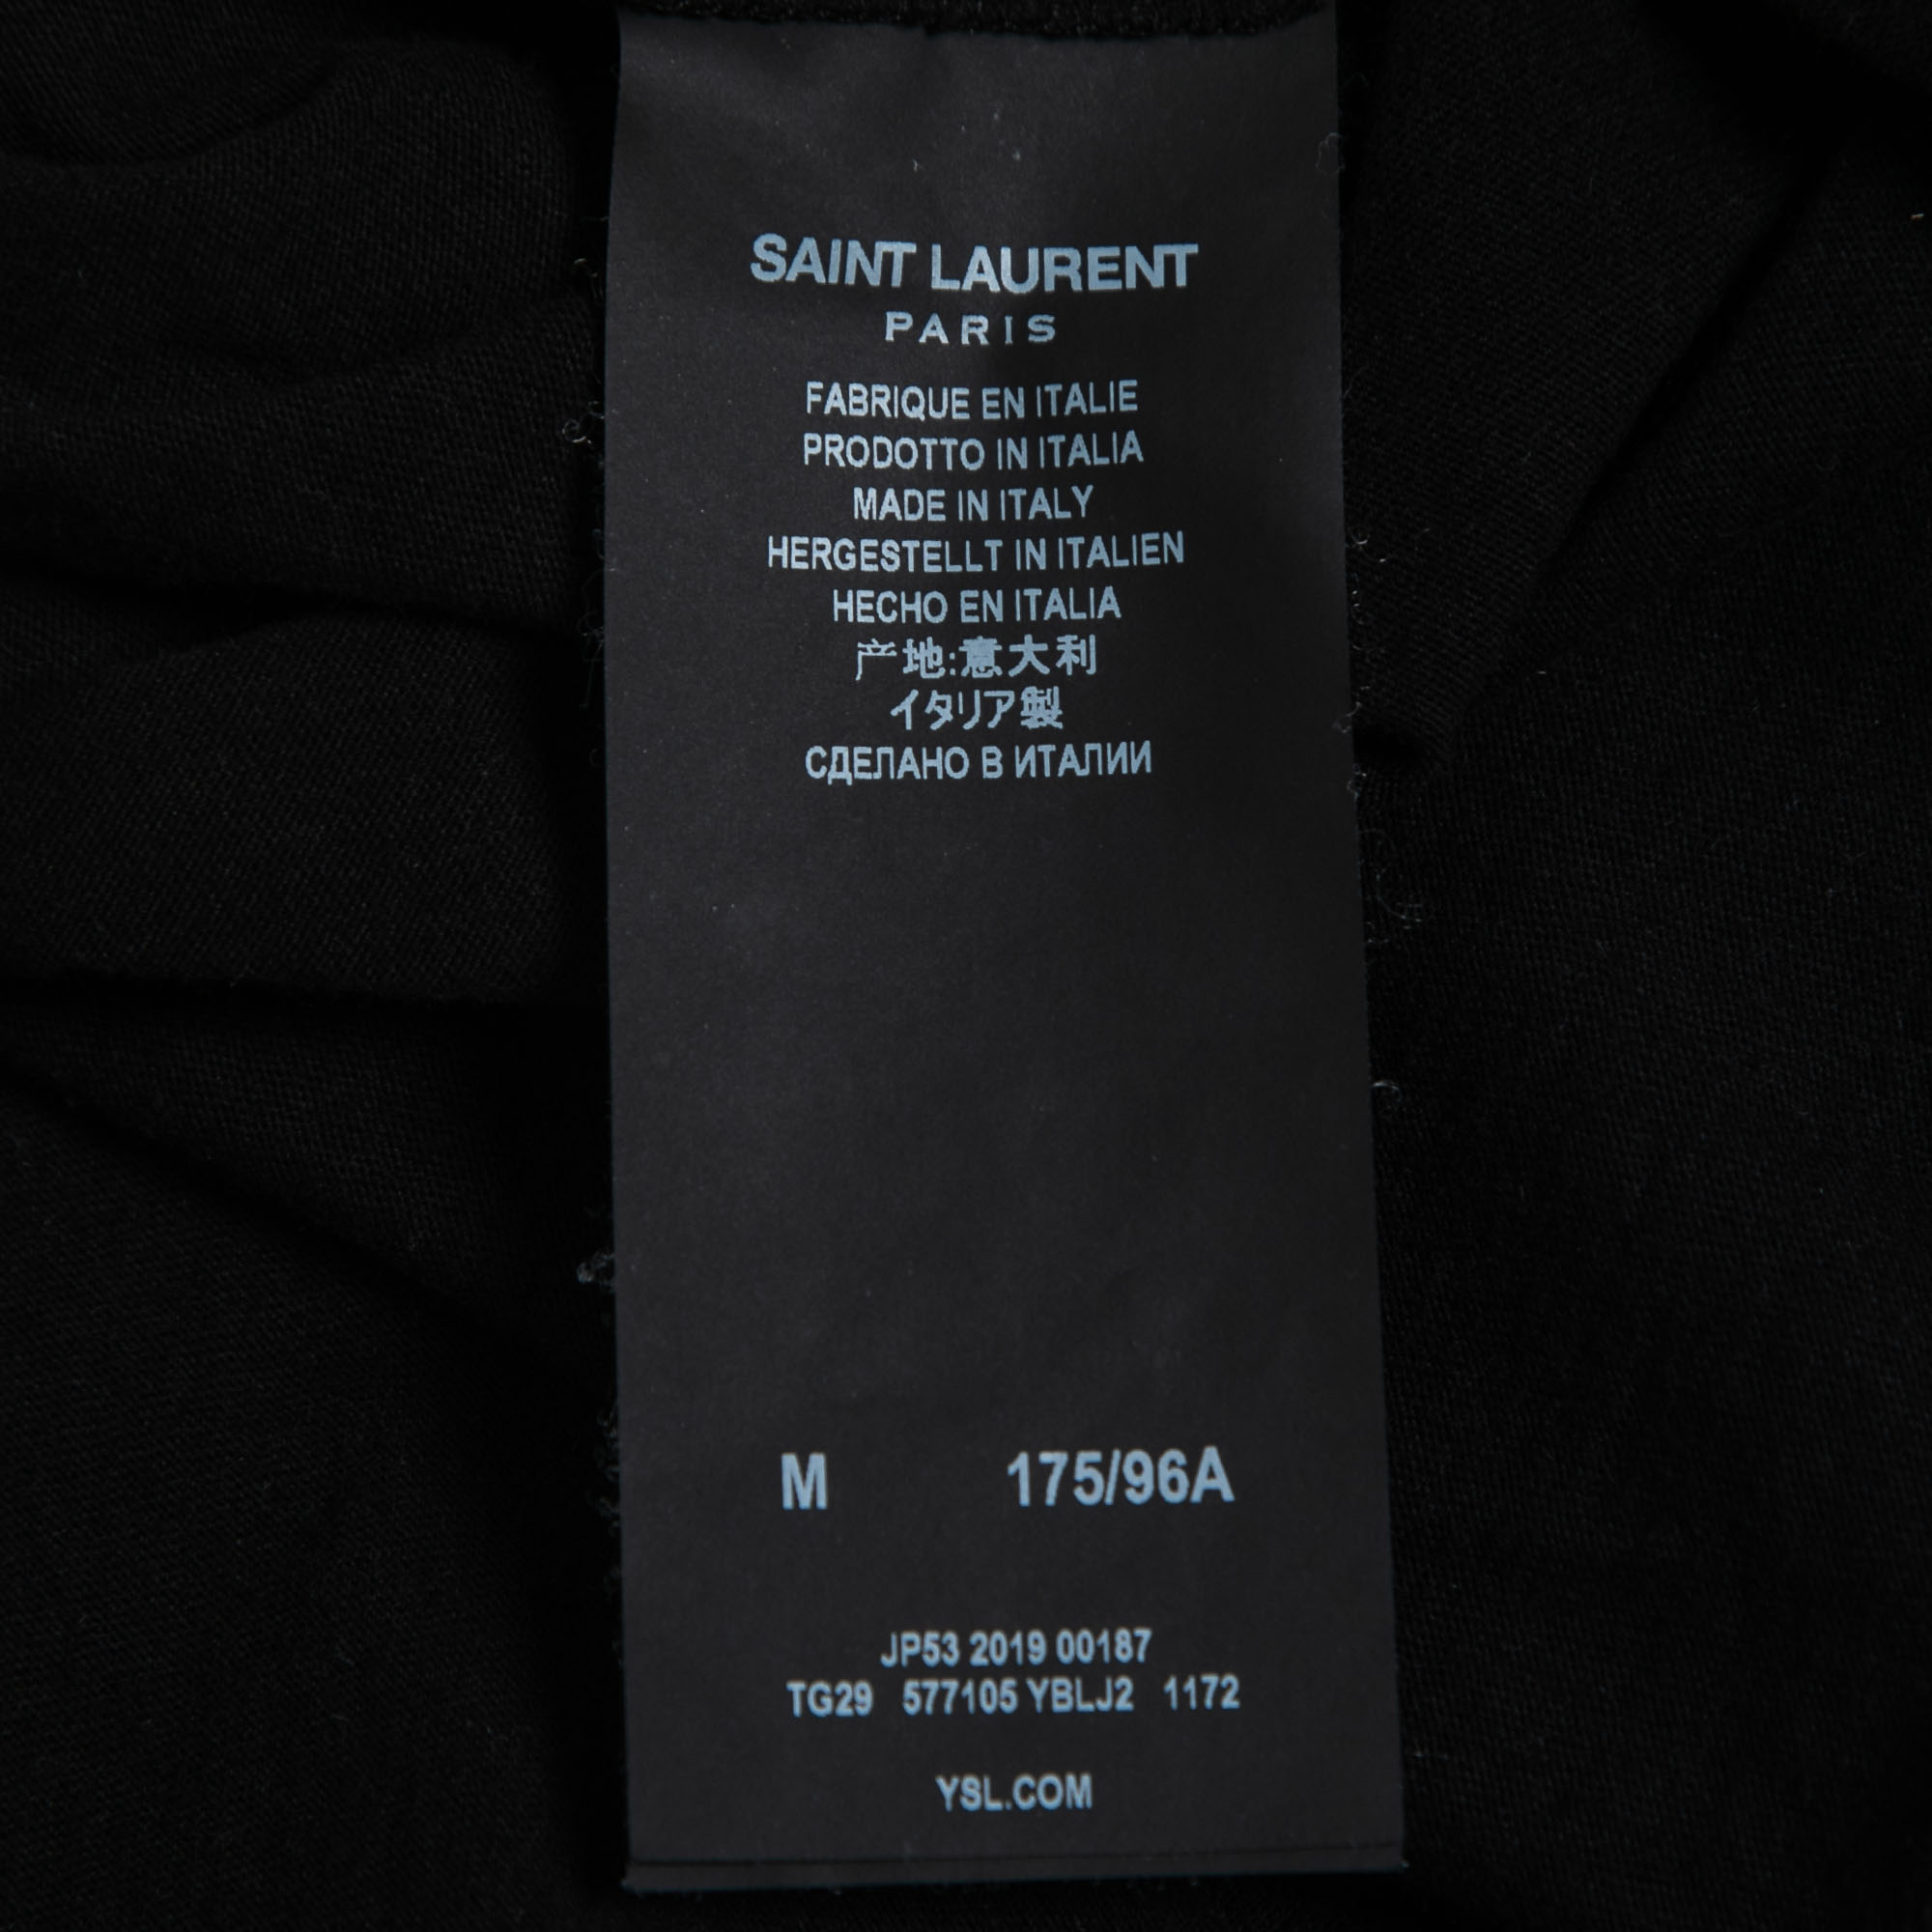 SAINT LAURENT
PARIS
FABRIQUE EN ITALIE
PRODOTTO IN ITALIA
MADE IN ITALY
HERGESTELLT IN ITALIEN
HECHO EN ITALIA
产地:意大利
イタリア製
СДЕЛАНО В ИТАЛИИ
M 175/96A
JP53 2019 00187
TG29 577105 YBLJ2 1172
YSL.COM